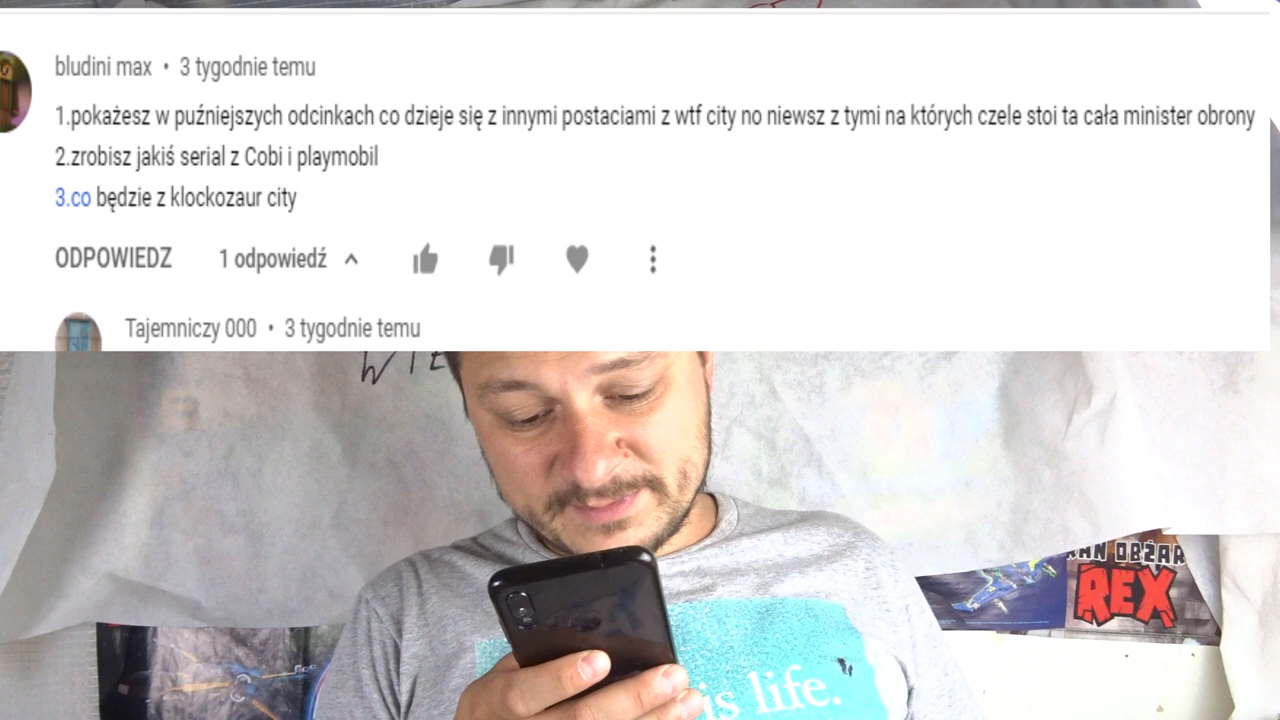 bludini max • 3 tygodnie temu
1.pokażesz w puźniejszych odcinkach co dzieje się z innymi postaciami z wtf city no niewsz z tymi na których czele stoi ta cała minister obrony
2.zrobisz jakiś serial z Cobi i playmobil
3.co będzie z klockozaur city
ODPOWIEDZ 1 odpowiedź
Tajemniczy 000 • 3 tygodnie temu
OBŻAR
REX
is life.